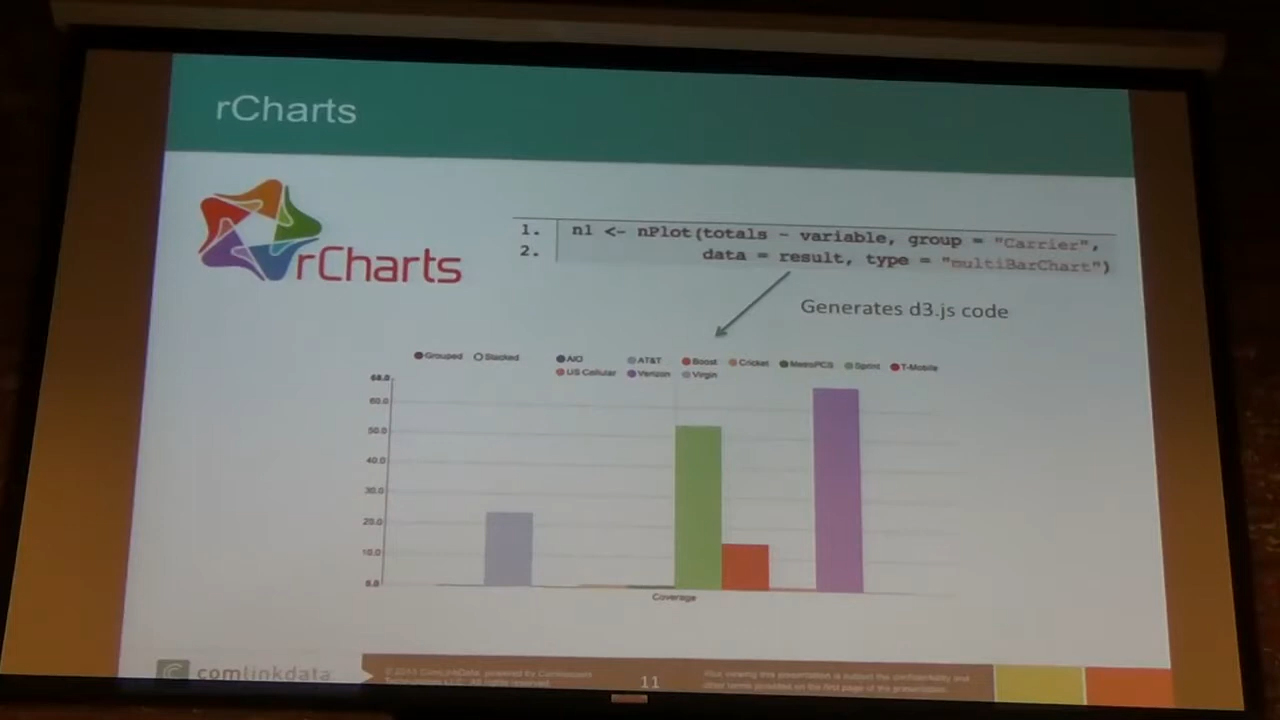 rCharts
rCharts
1. n1 <- nPlot(totals ~ variable, group = "Carrier",
2. data = result, type = "multiBarChart")
Generates d3.js code
Grouped Stacked AIO AT&T Boost Cricket MetroPCS Sprint T-Mobile
US Cellular Verizon Virgin
68.0
60.0
50.0
40.0
30.0
20.0
10.0
0.0
Coverage
comlinkdata
11